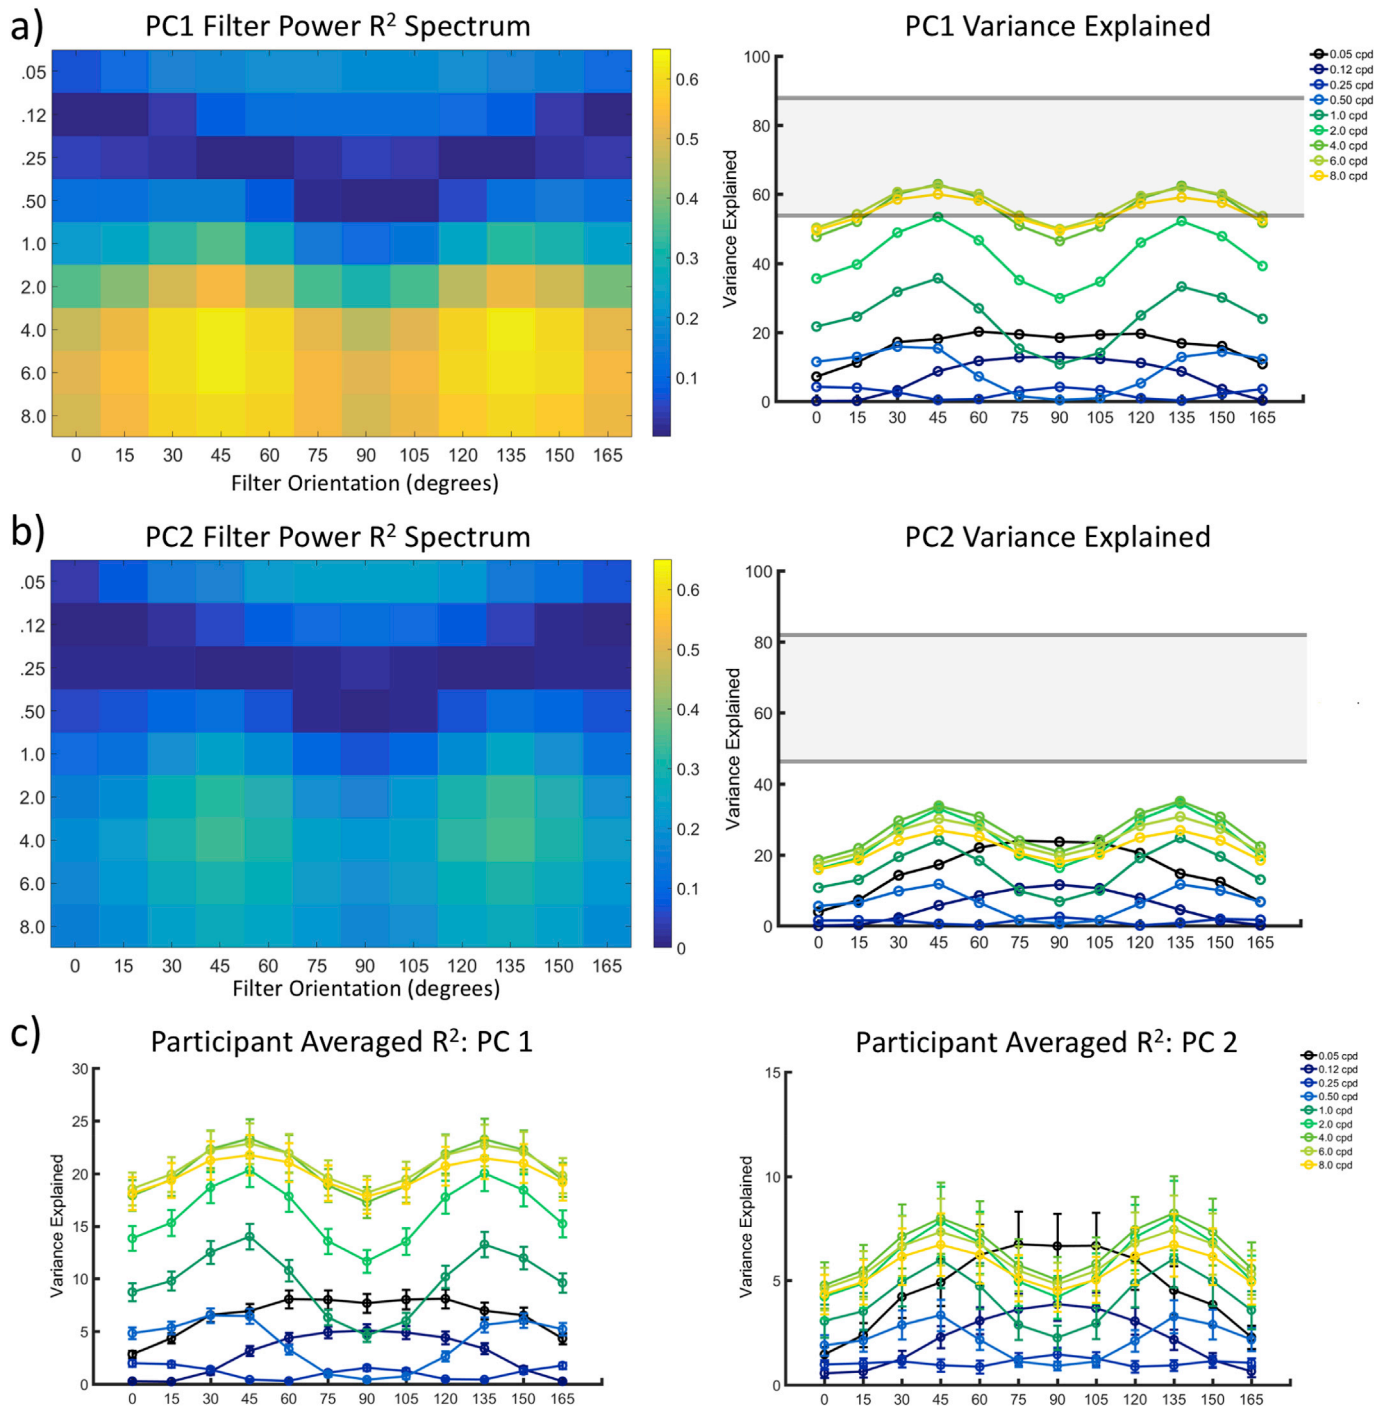 a)
PC1 Filter Power R² Spectrum
.05
.12
.25
.50
1.0
2.0
4.0
6.0
8.0
0 15 30 45 60 75 90 105 120 135 150 165
Filter Orientation (degrees)
0.6
0.5
0.4
0.3
0.2
0.1
PC1 Variance Explained
100
80
60
40
20
0
Variance Explained
0 15 30 45 60 75 90 105 120 135 150 165
0.05 cpd
0.12 cpd
0.25 cpd
0.50 cpd
1.0 cpd
2.0 cpd
4.0 cpd
6.0 cpd
8.0 cpd
b)
PC2 Filter Power R² Spectrum
.05
.12
.25
.50
1.0
2.0
4.0
6.0
8.0
0 15 30 45 60 75 90 105 120 135 150 165
Filter Orientation (degrees)
0.6
0.5
0.4
0.3
0.2
0.1
0
PC2 Variance Explained
100
80
60
40
20
0
Variance Explained
0 15 30 45 60 75 90 105 120 135 150 165
c)
Participant Averaged R²: PC 1
30
25
20
15
10
5
0
Variance Explained
0 15 30 45 60 75 90 105 120 135 150 165
Participant Averaged R²: PC 2
15
10
5
0
Variance Explained
0 15 30 45 60 75 90 105 120 135 150 165
0.05 cpd
0.12 cpd
0.25 cpd
0.50 cpd
1.0 cpd
2.0 cpd
4.0 cpd
6.0 cpd
8.0 cpd